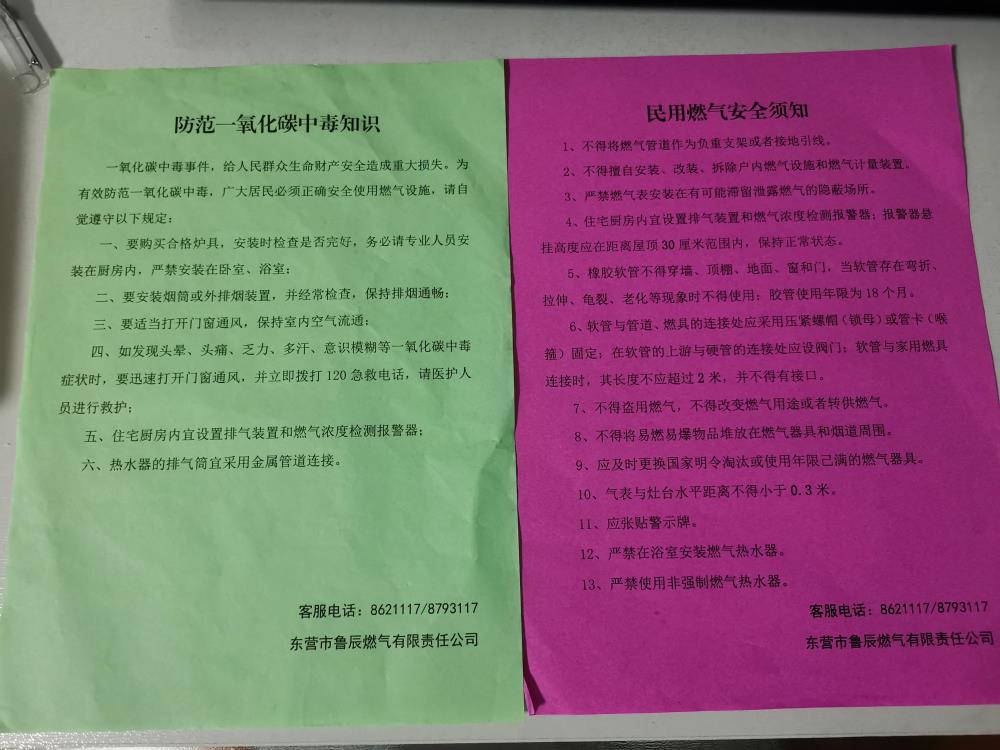 防范一氧化碳中毒知识
一氧化碳中毒事件，给人民群众生命财产安全造成重大损失。为
有效防范一氧化碳中毒，广大居民必须正确安全使用燃气设施，请自
觉遵守以下规定：
一、要购买合格炉具，安装时检查是否完好，务必请专业人员安
装在厨房内，严禁安装在卧室、浴室；
二、要安装烟筒或外排烟装置，并经常检查，保持排烟通畅；
三、要适当打开门窗通风，保持室内空气流通；
四、如发现头晕、头痛、乏力、多汗、意识模糊等一氧化碳中毒
症状时，要迅速打开门窗通风，并立即拨打 120 急救电话，请医护人
员进行救护；
五、住宅厨房内宜设置排气装置和燃气浓度检测报警器；
六、热水器的排气筒宜采用金属管道连接。
客服电话：8621117/8793117
东营市鲁辰燃气有限责任公司
民用燃气安全须知
1、不得将燃气管道作为负重支架或者接地引线。
2、不得擅自安装、改装、拆除户内燃气设施和燃气计量装置。
3、严禁燃气表安装在有可能滞留泄露燃气的隐蔽场所。
4、住宅厨房内宜设置排气装置和燃气浓度检测报警器；报警器悬
挂高度应在距离屋顶 30 厘米范围内，保持正常状态。
5、橡胶软管不得穿墙、顶棚、地面、窗和门，当软管存在弯折、
拉伸、龟裂、老化等现象时不得使用；胶管使用年限为 18 个月。
6、软管与管道、燃具的连接处应采用压紧螺帽（锁母）或管卡（喉
箍）固定；在软管的上游与硬管的连接处应设阀门；软管与家用燃具
连接时，其长度不应超过 2 米，并不得有接口。
7、不得盗用燃气，不得改变燃气用途或者转供燃气。
8、不得将易燃易爆物品堆放在燃气器具和烟道周围。
9、应及时更换国家明令淘汰或使用年限已满的燃气器具。
10、气表与灶台水平距离不得小于 0.3 米。
11、应张贴警示牌。
12、严禁在浴室安装燃气热水器。
13、严禁使用非强制燃气热水器。
客服电话：8621117/8793117
东营市鲁辰燃气有限责任公司